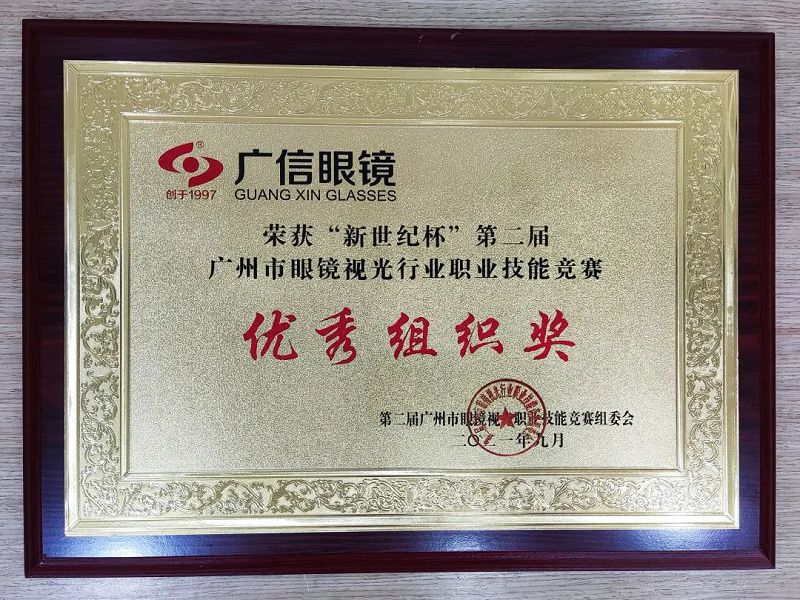 ®
广信眼镜
创于1997
GUANG XIN GLASSES
荣获“新世纪杯”第二届
广州市眼镜视光行业职业技能竞赛
优秀组织奖
第二届广州市眼镜视光行业职业技能竞赛组委会
二〇二一年九月